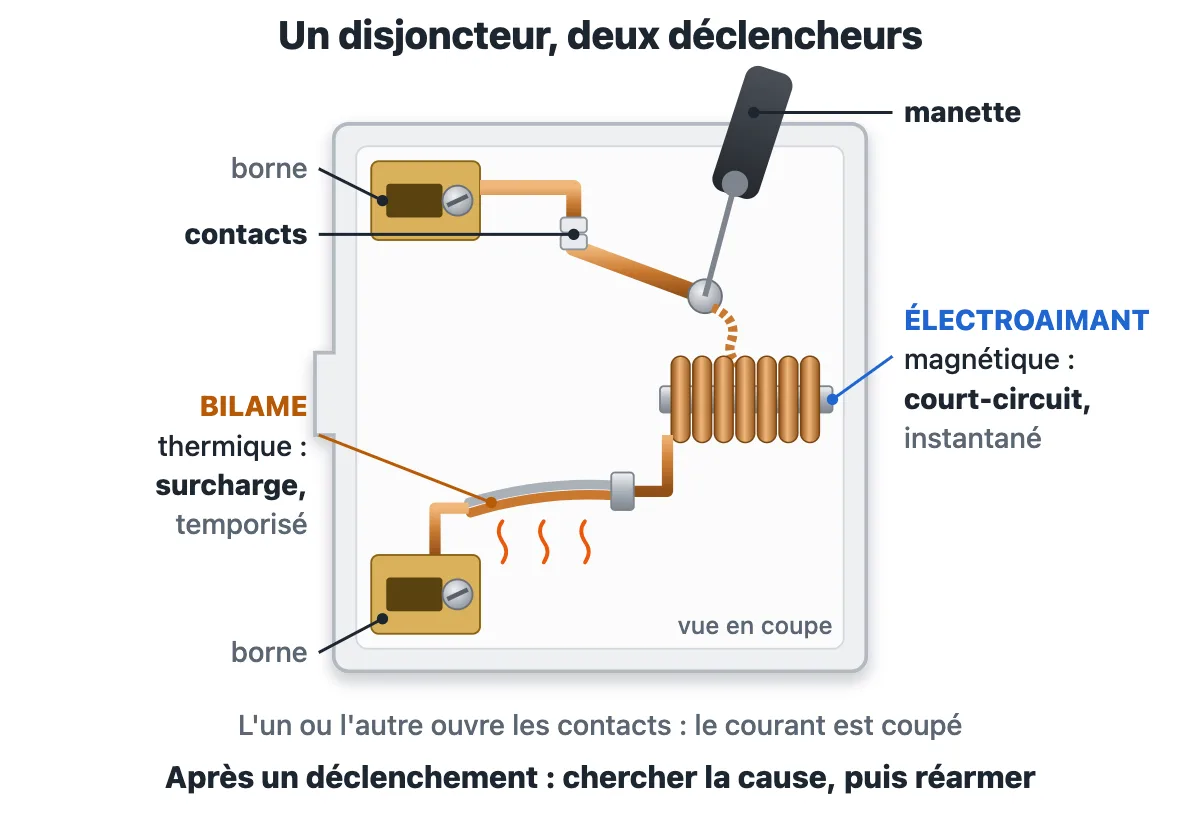 Un disjoncteur, deux déclencheurs
manette
borne
contacts
ÉLECTROAIMANT
magnétique :
court-circuit,
instantané
BILAME
thermique :
surcharge,
temporisé
vue en coupe
borne
L'un ou l'autre ouvre les contacts : le courant est coupé
Après un déclenchement : chercher la cause, puis réarmer